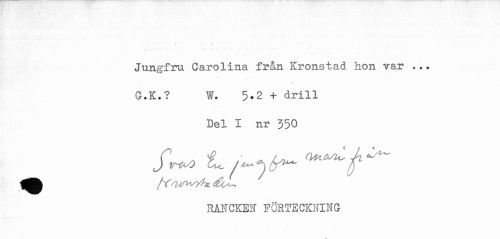 Jungfru Carolina från Kronstad hon var ...
G.K.? W. 5.2 + drill
Del I nr 350
Svas En jungfru mari från
Kronstaden
RANCKEN FÖRTECKNING